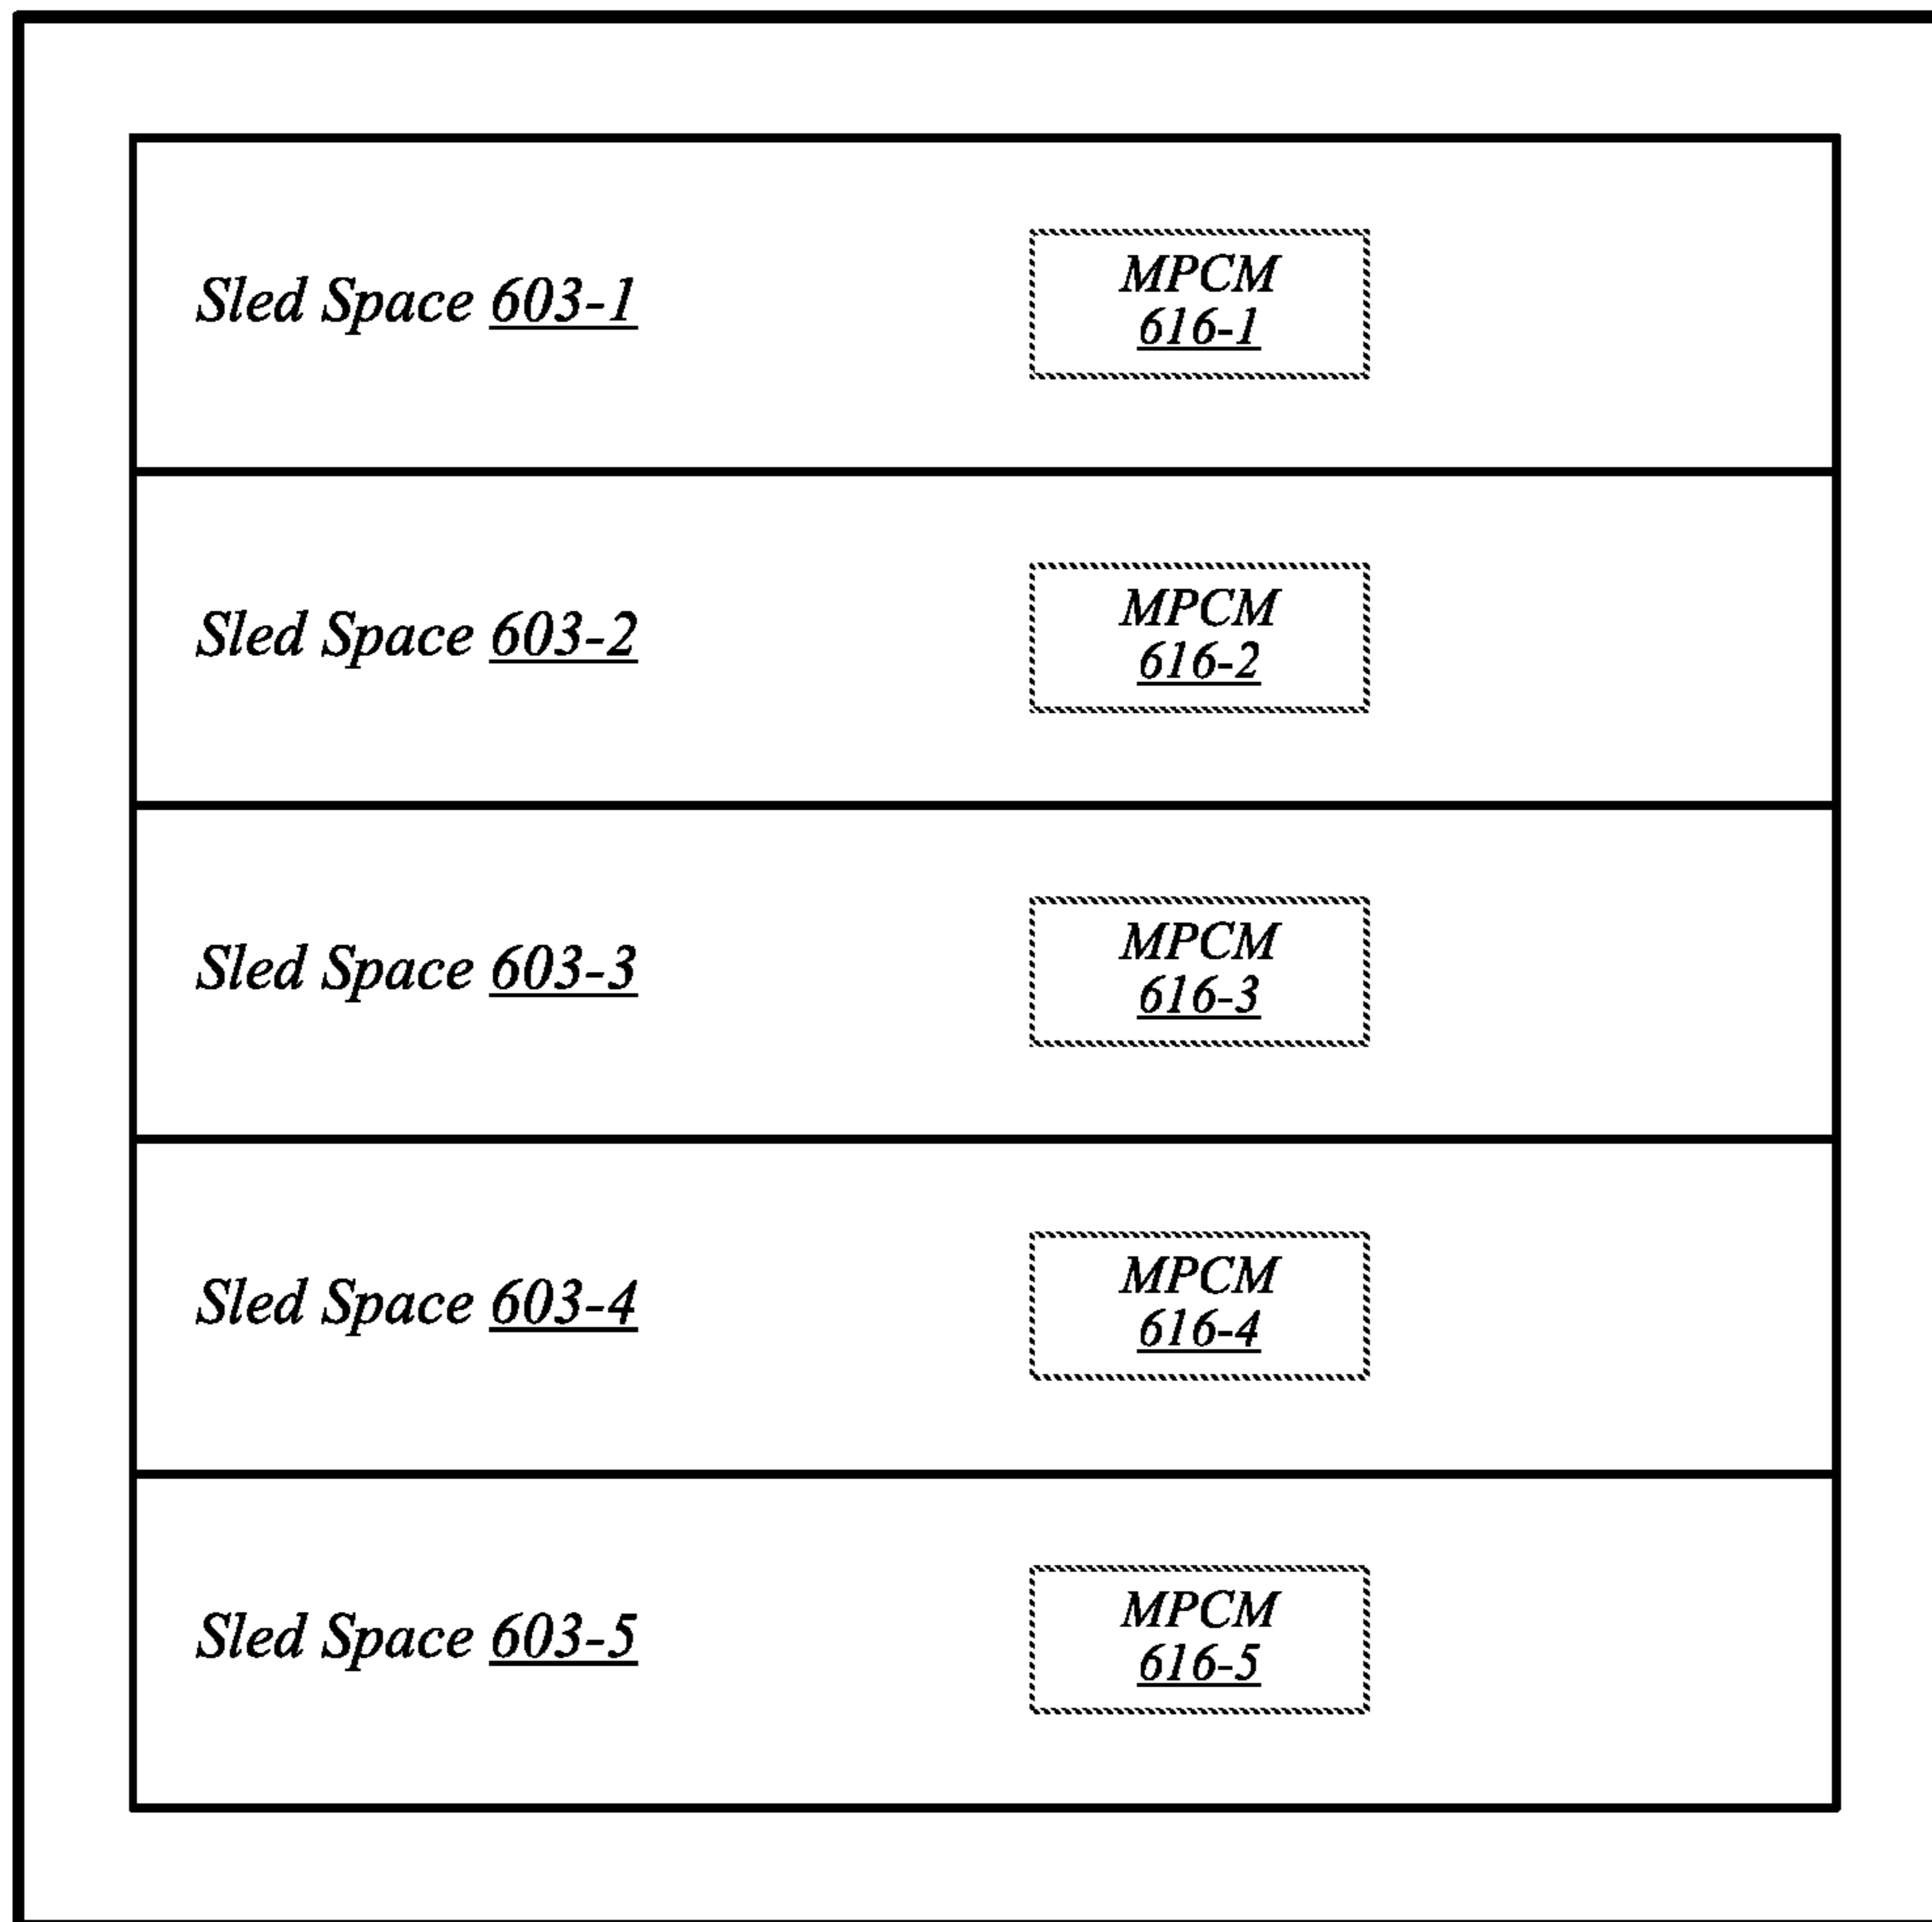 Sled Space 603-1
MPCM
616-1
Sled Space 603-2
MPCM
616-2
Sled Space 603-3
MPCM
616-3
Sled Space 603-4
MPCM
616-4
Sled Space 603-5
MPCM
616-5